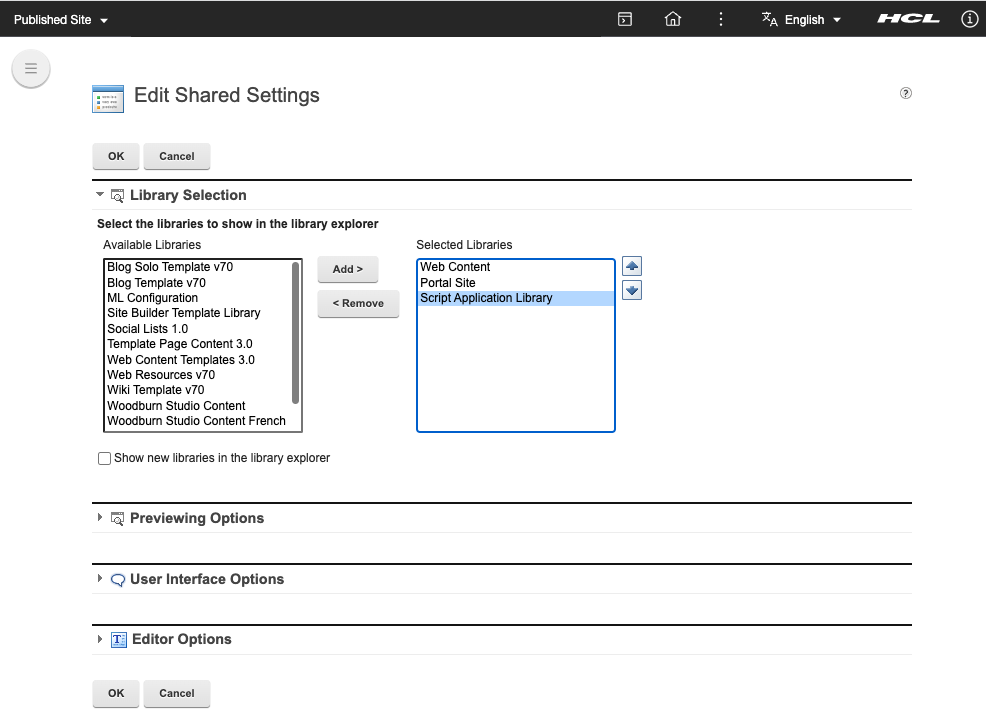 Published Site
English
HCL
Edit Shared Settings
OK
Cancel
Library Selection
Select the libraries to show in the library explorer
Available Libraries
Blog Solo Template v70
Blog Template v70
ML Configuration
Site Builder Template Library
Social Lists 1.0
Template Page Content 3.0
Web Content Templates 3.0
Web Resources v70
Wiki Template v70
Woodburn Studio Content
Woodburn Studio Content French
Add >
< Remove
Selected Libraries
Web Content
Portal Site
Script Application Library
Show new libraries in the library explorer
Previewing Options
User Interface Options
Editor Options
OK
Cancel